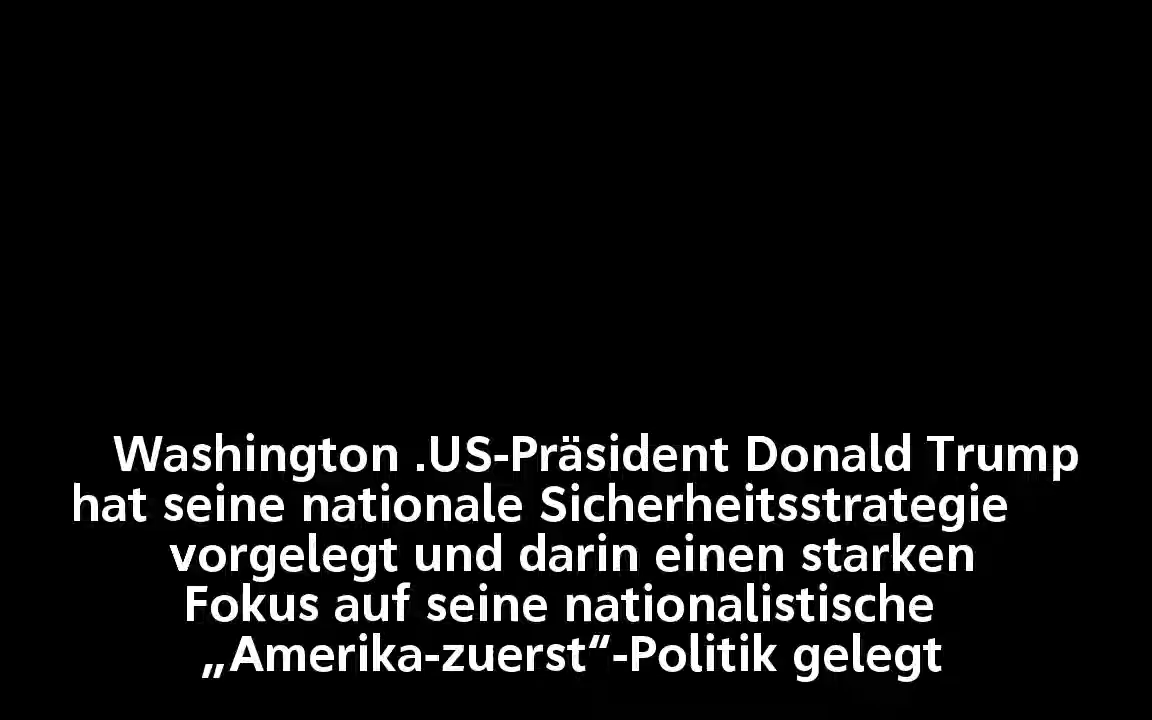 Washington .US-Präsident Donald Trump
hat seine nationale Sicherheitsstrategie
vorgelegt und darin einen starken
Fokus auf seine nationalistische
„Amerika-zuerst“-Politik gelegt